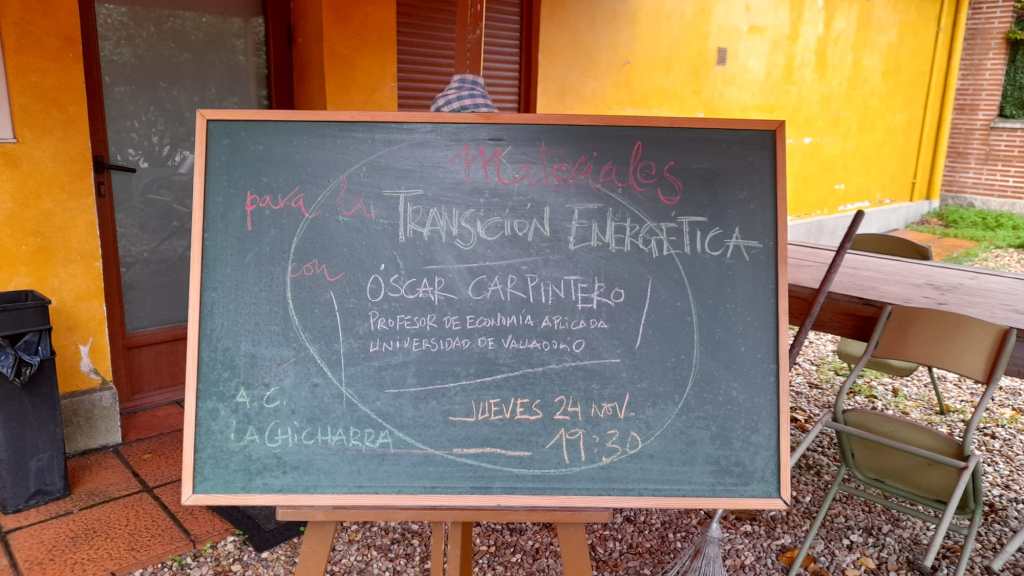 Materiales
para la TRANSICIÓN ENERGÉTICA
con
ÓSCAR CARPINTERO
PROFESOR DE ECONOMÍA APLICADA
UNIVERSIDAD DE VALLADOLID
JUEVES 24 NOV.
19:30
A.C.
LA CHICHARRA